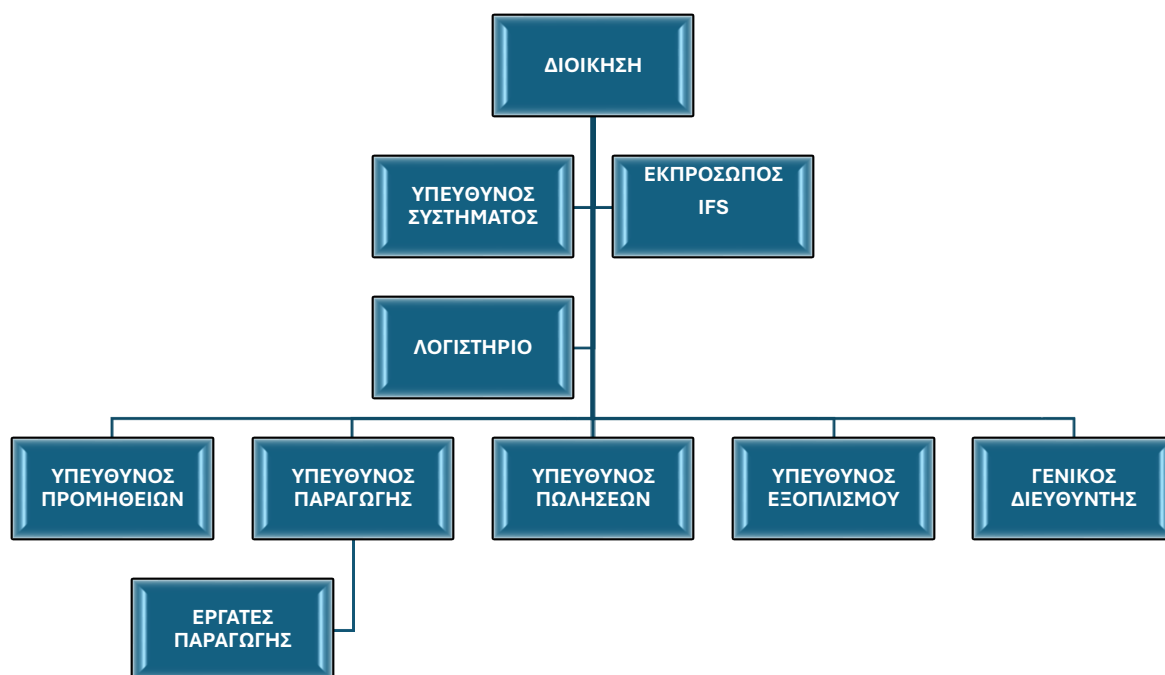 ΔΙΟΙΚΗΣΗ
ΥΠΕΥΘΥΝΟΣ
ΣΥΣΤΗΜΑΤΟΣ
ΕΚΠΡΟΣΩΠΟΣ
IFS
ΛΟΓΙΣΤΗΡΙΟ
ΥΠΕΥΘΥΝΟΣ
ΠΡΟΜΗΘΕΙΩΝ
ΥΠΕΥΘΥΝΟΣ
ΠΑΡΑΓΩΓΗΣ
ΥΠΕΥΘΥΝΟΣ
ΠΩΛΗΣΕΩΝ
ΥΠΕΥΘΥΝΟΣ
ΕΞΟΠΛΙΣΜΟΥ
ΓΕΝΙΚΟΣ
ΔΙΕΥΘΥΝΤΗΣ
ΕΡΓΑΤΕΣ
ΠΑΡΑΓΩΓΗΣ